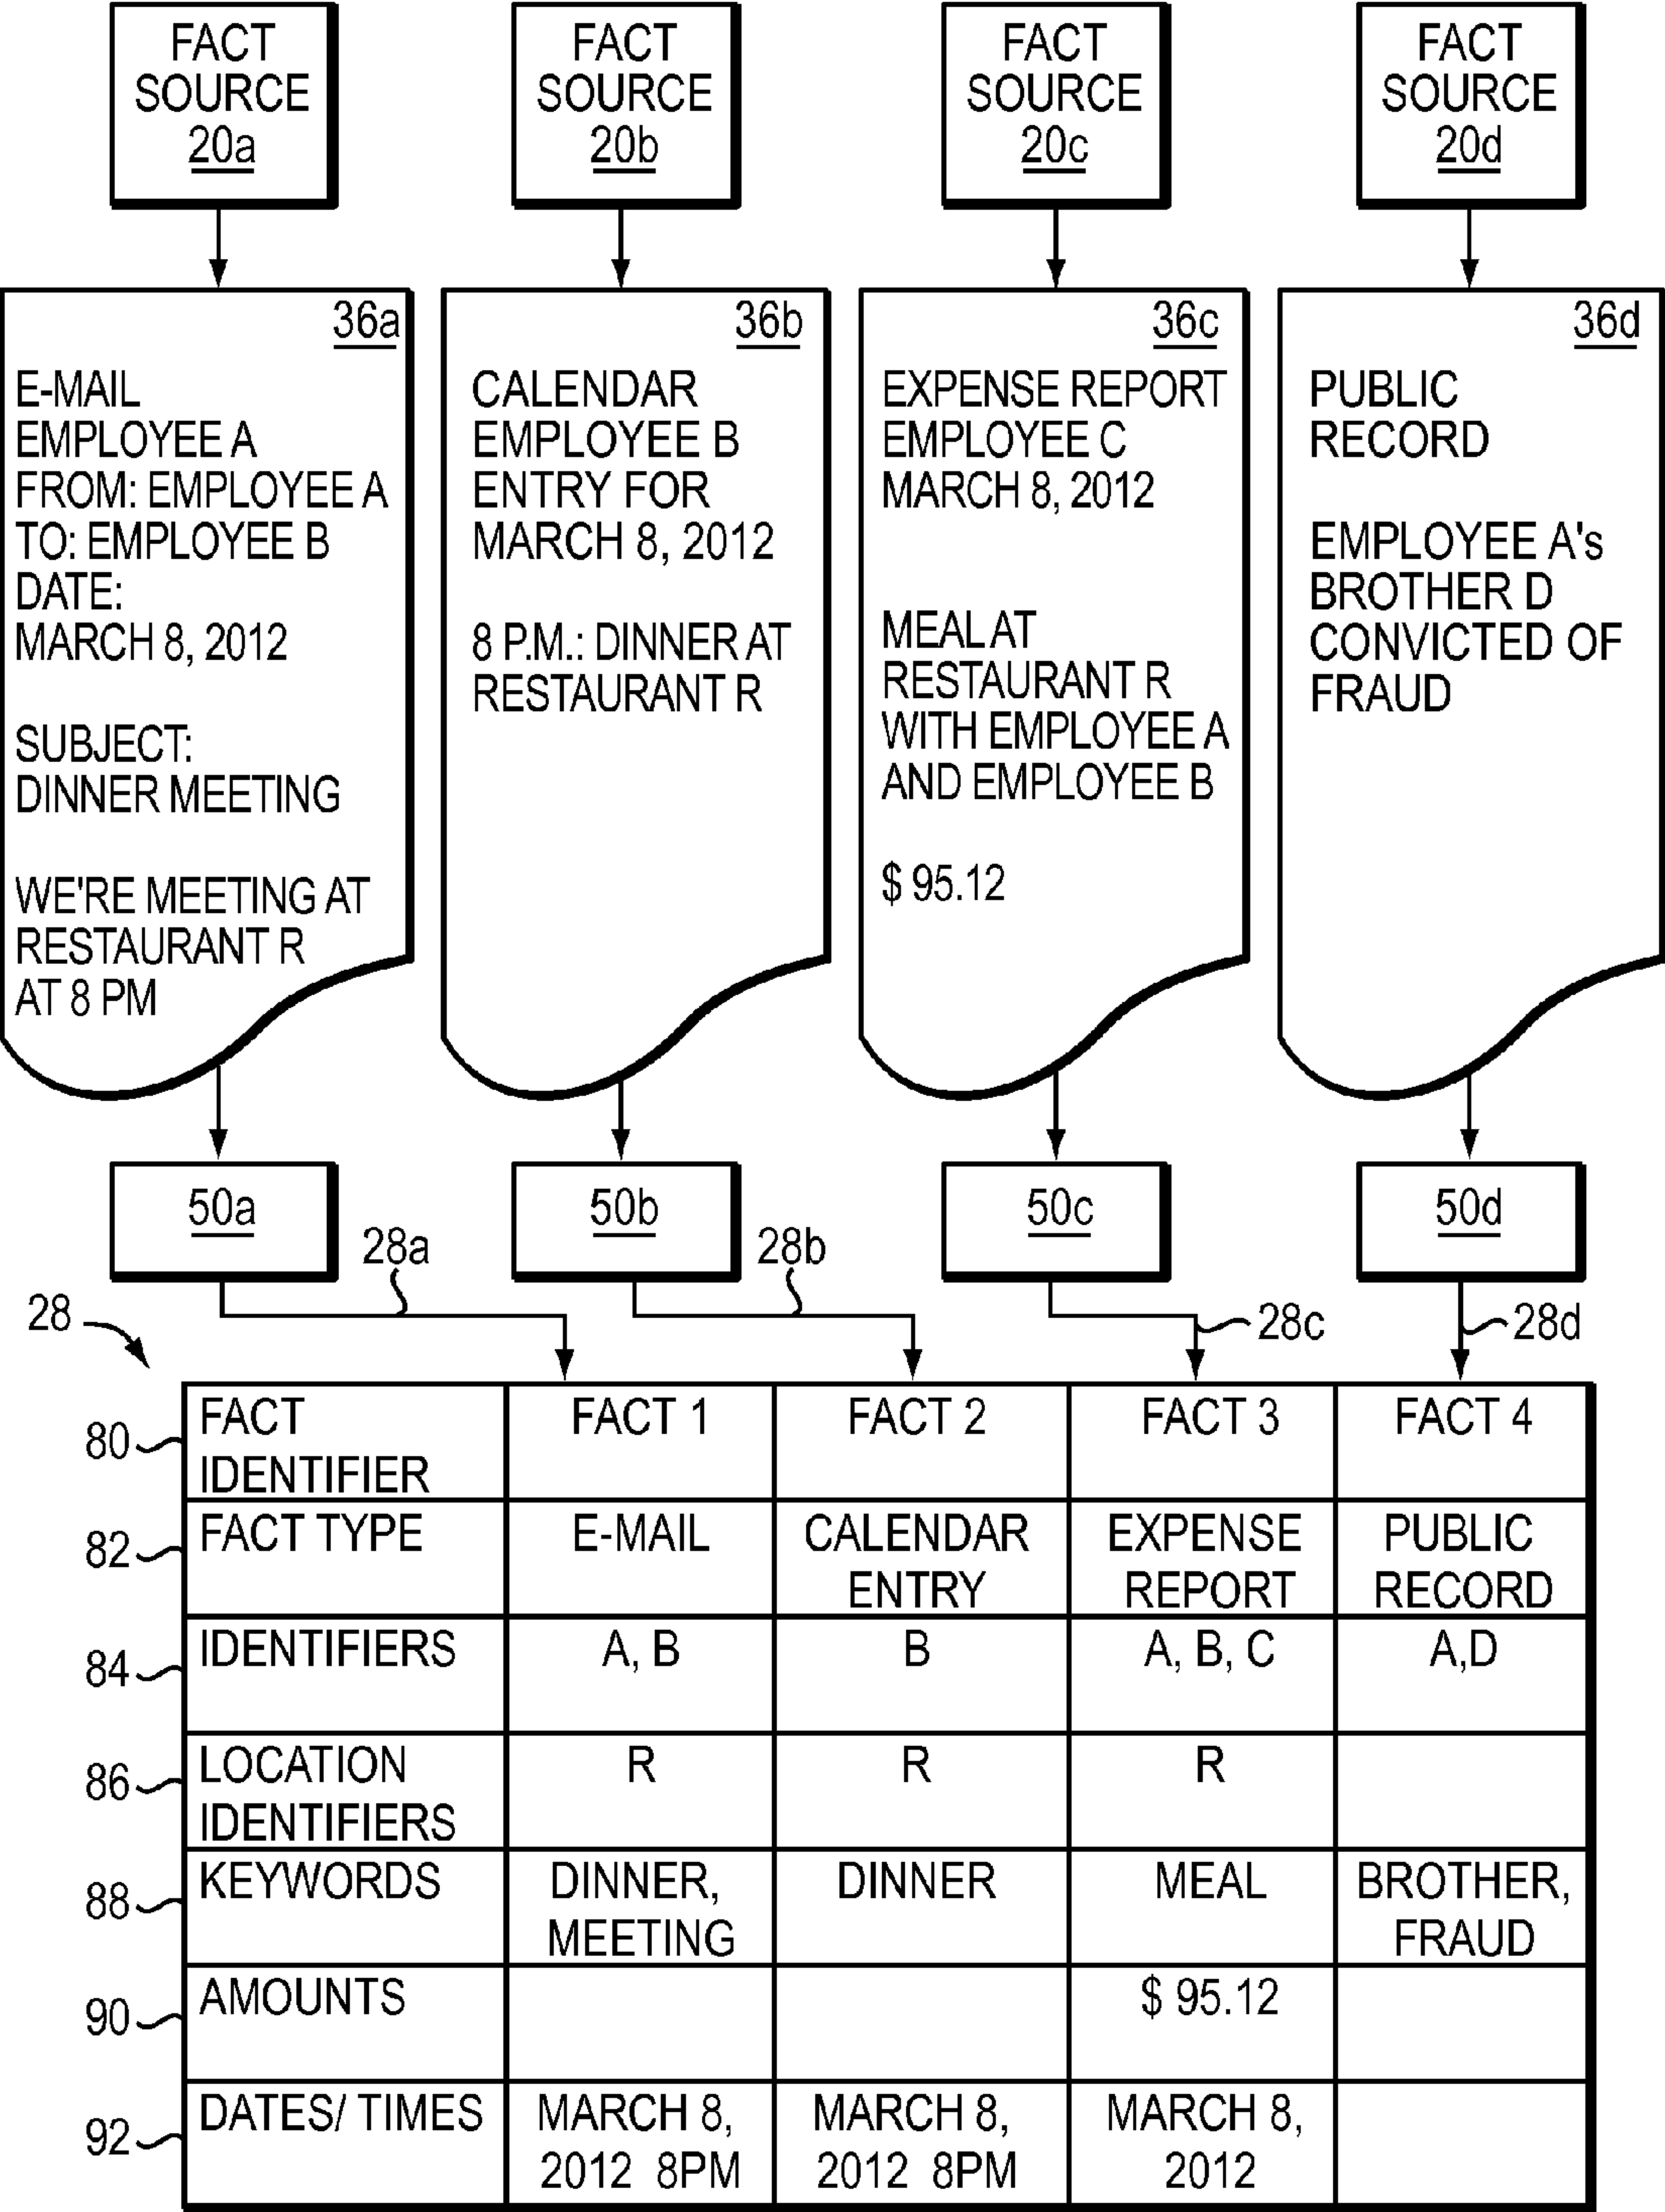 FACT
SOURCE
20a
FACT
SOURCE
20b
FACT
SOURCE
20c
FACT
SOURCE
20d
36a
E-MAIL
EMPLOYEE A
FROM: EMPLOYEE A
TO: EMPLOYEE B
DATE:
MARCH 8, 2012
SUBJECT:
DINNER MEETING
WE'RE MEETING AT
RESTAURANT R
AT 8 PM
36b
CALENDAR
EMPLOYEE B
ENTRY FOR
MARCH 8, 2012
8 P.M.: DINNER AT
RESTAURANT R
36c
EXPENSE REPORT
EMPLOYEE C
MARCH 8, 2012
MEAL AT
RESTAURANT R
WITH EMPLOYEE A
AND EMPLOYEE B
$ 95.12
36d
PUBLIC
RECORD
EMPLOYEE A's
BROTHER D
CONVICTED OF
FRAUD
50a
50b
50c
50d
28a
28b
28c
28d
28
80
FACT
IDENTIFIER
FACT 1
FACT 2
FACT 3
FACT 4
82
FACT TYPE
E-MAIL
CALENDAR
ENTRY
EXPENSE
REPORT
PUBLIC
RECORD
84
IDENTIFIERS
A, B
B
A, B, C
A,D
86
LOCATION
IDENTIFIERS
R
R
R
88
KEYWORDS
DINNER,
MEETING
DINNER
MEAL
BROTHER,
FRAUD
90
AMOUNTS
$ 95.12
92
DATES/ TIMES
MARCH 8,
2012 8PM
MARCH 8,
2012 8PM
MARCH 8,
2012